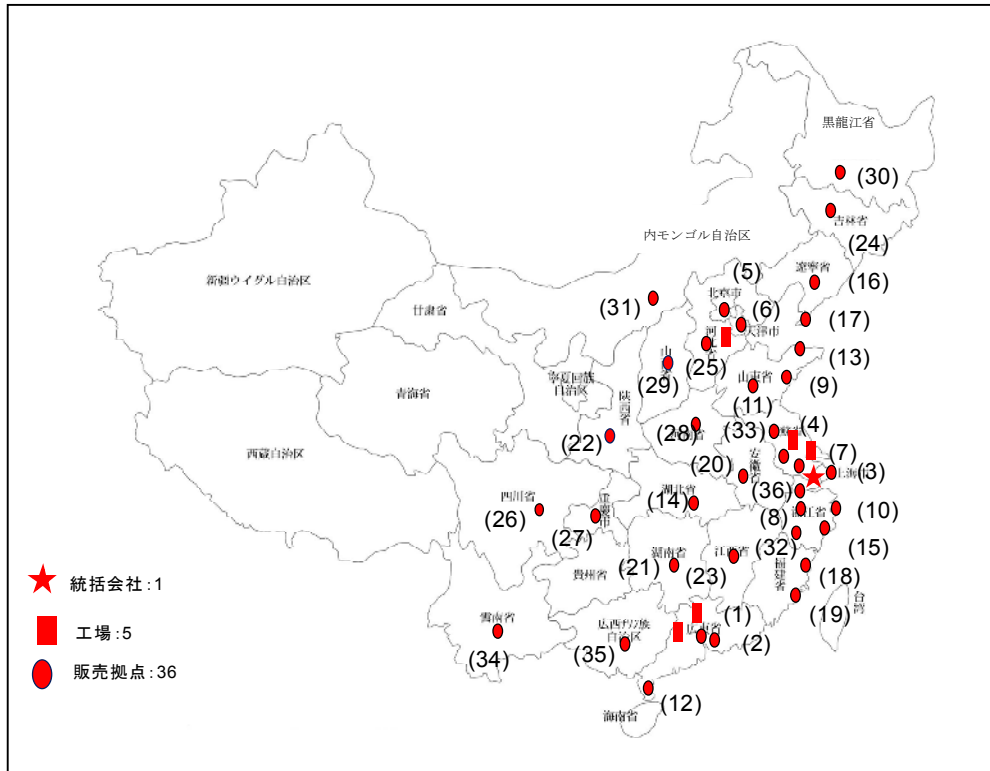 黒龍江省
(30)
吉林省
内モンゴル自治区
(24)
(5)
遼寧省
新疆ウイグル自治区
(16)
北京市
(31)
(6)
甘粛省
(17)
天津市
河北省
(13)
山西省
(25)
(29)
山東省
(9)
寧夏回族
自治区
青海省
(11)
陝西省
(4)
(28)
(33)
(22)
西蔵自治区
安徽省
(7)
(20)
(3)
上海市
(36)
四川省
湖北省
重慶市
(14)
浙江省
(10)
(26)
(8)
(27)
(15)
(32)
湖南省
江西省
(21)
(23)
福建省
(18)
貴州省
統括会社:1
台湾
(1)
(19)
雲南省
広西チワン族
自治区
広東省
工場:5
(2)
(34)
(35)
販売拠点:36
(12)
海南省